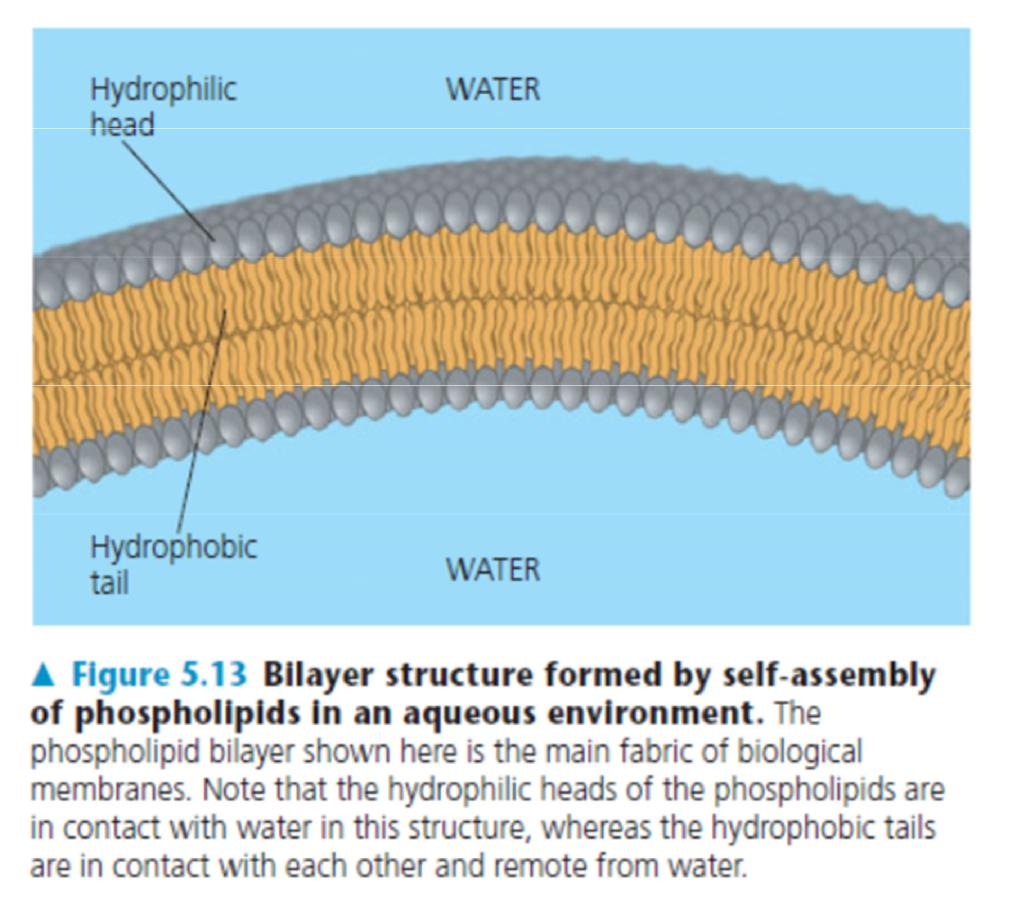 Hydrophilic
head
WATER
Hydrophobic
tail
WATER
▲ Figure 5.13 Bilayer structure formed by self-assembly
of phospholipids in an aqueous environment. The
phospholipid bilayer shown here is the main fabric of biological
membranes. Note that the hydrophilic heads of the phospholipids are
in contact with water in this structure, whereas the hydrophobic tails
are in contact with each other and remote from water.